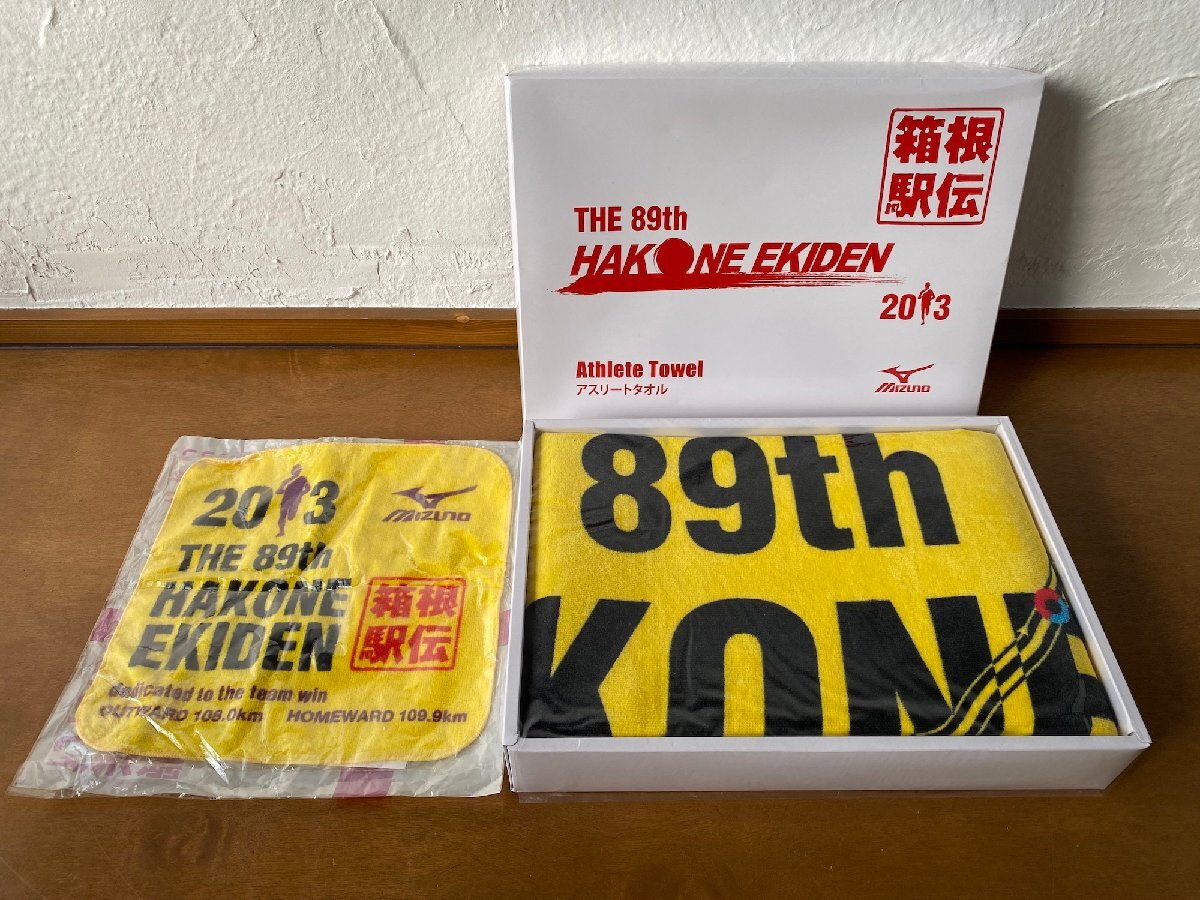 箱根
駅伝
THE 89th
HAKONE EKIDEN
2013
Athlete Towel
アスリートタオル
MIZUNO
2013
MIZUNO
THE 89th
HAKONE
EKIDEN
箱根
駅伝
dedicated to the team win
OUTWARD 108.0km HOMEWARD 109.9km
89th
KON